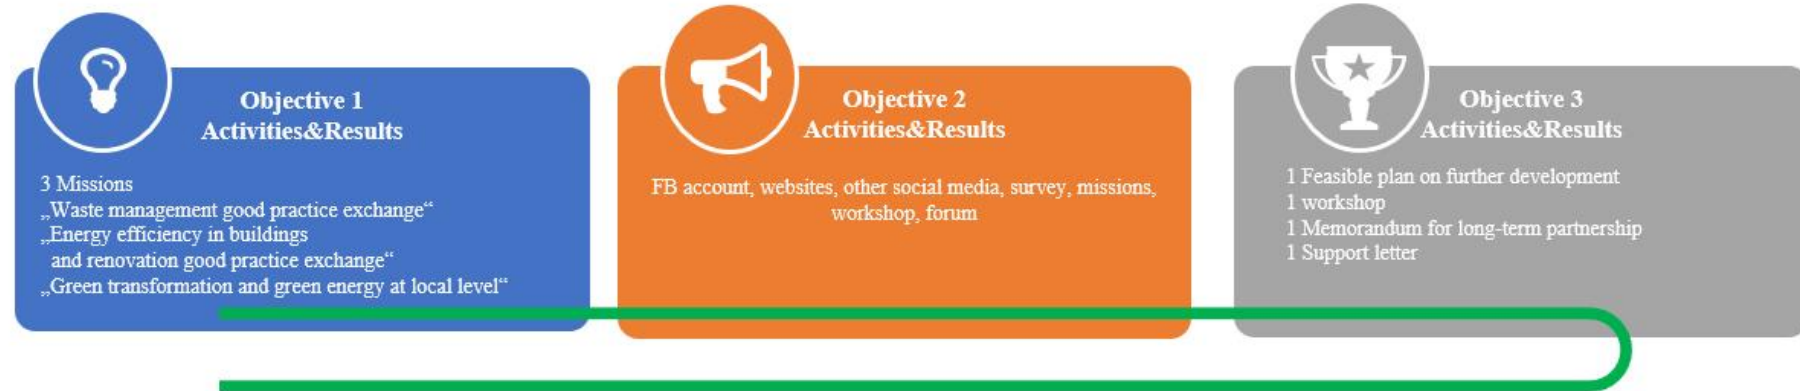 Objective 1
Activities&Results
3 Missions
„Waste management good practice exchange“
„Energy efficiency in buildings
and renovation good practice exchange“
„Green transformation and green energy at local level“
Objective 2
Activities&Results
FB account, websites, other social media, survey, missions,
workshop, forum
Objective 3
Activities&Results
1 Feasible plan on further development
1 workshop
1 Memorandum for long-term partnership
1 Support letter